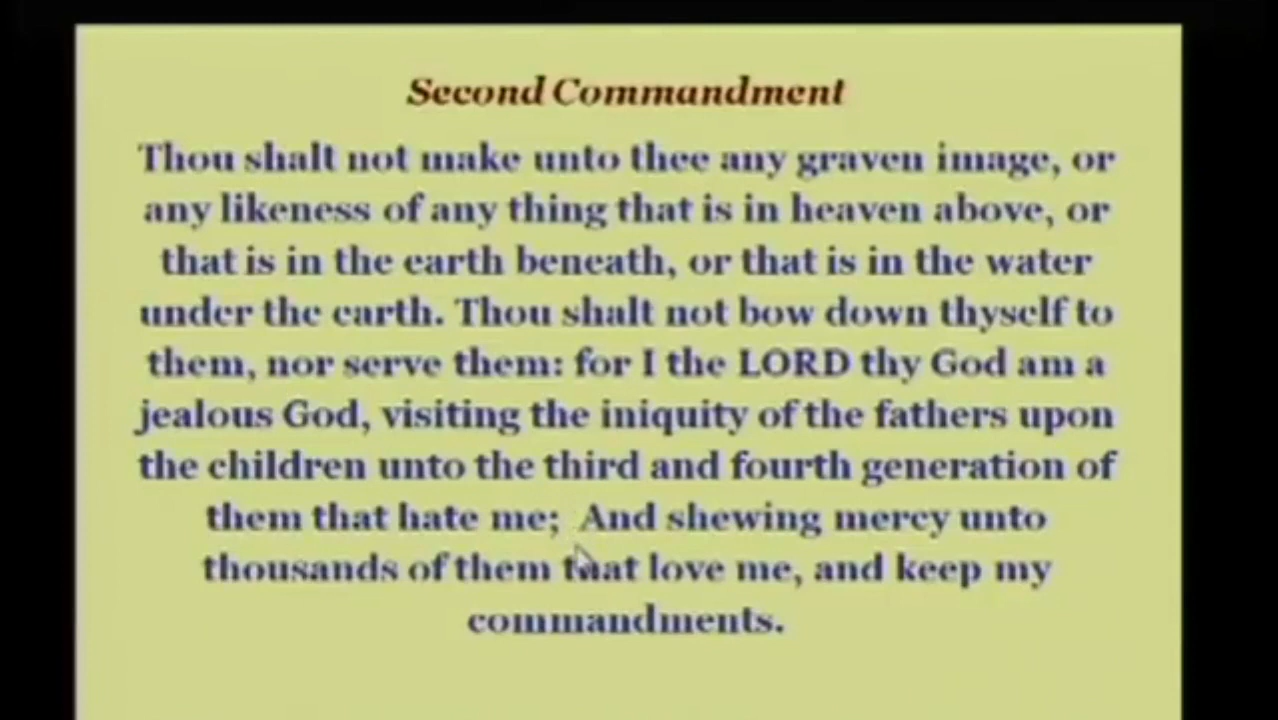 Second Commandment
Thou shalt not make unto thee any graven image, or
any likeness of any thing that is in heaven above, or
that is in the earth beneath, or that is in the water
under the earth. Thou shalt not bow down thyself to
them, nor serve them: for I the LORD thy God am a
jealous God, visiting the iniquity of the fathers upon
the children unto the third and fourth generation of
them that hate me; And shewing mercy unto
thousands of them that love me, and keep my
commandments.